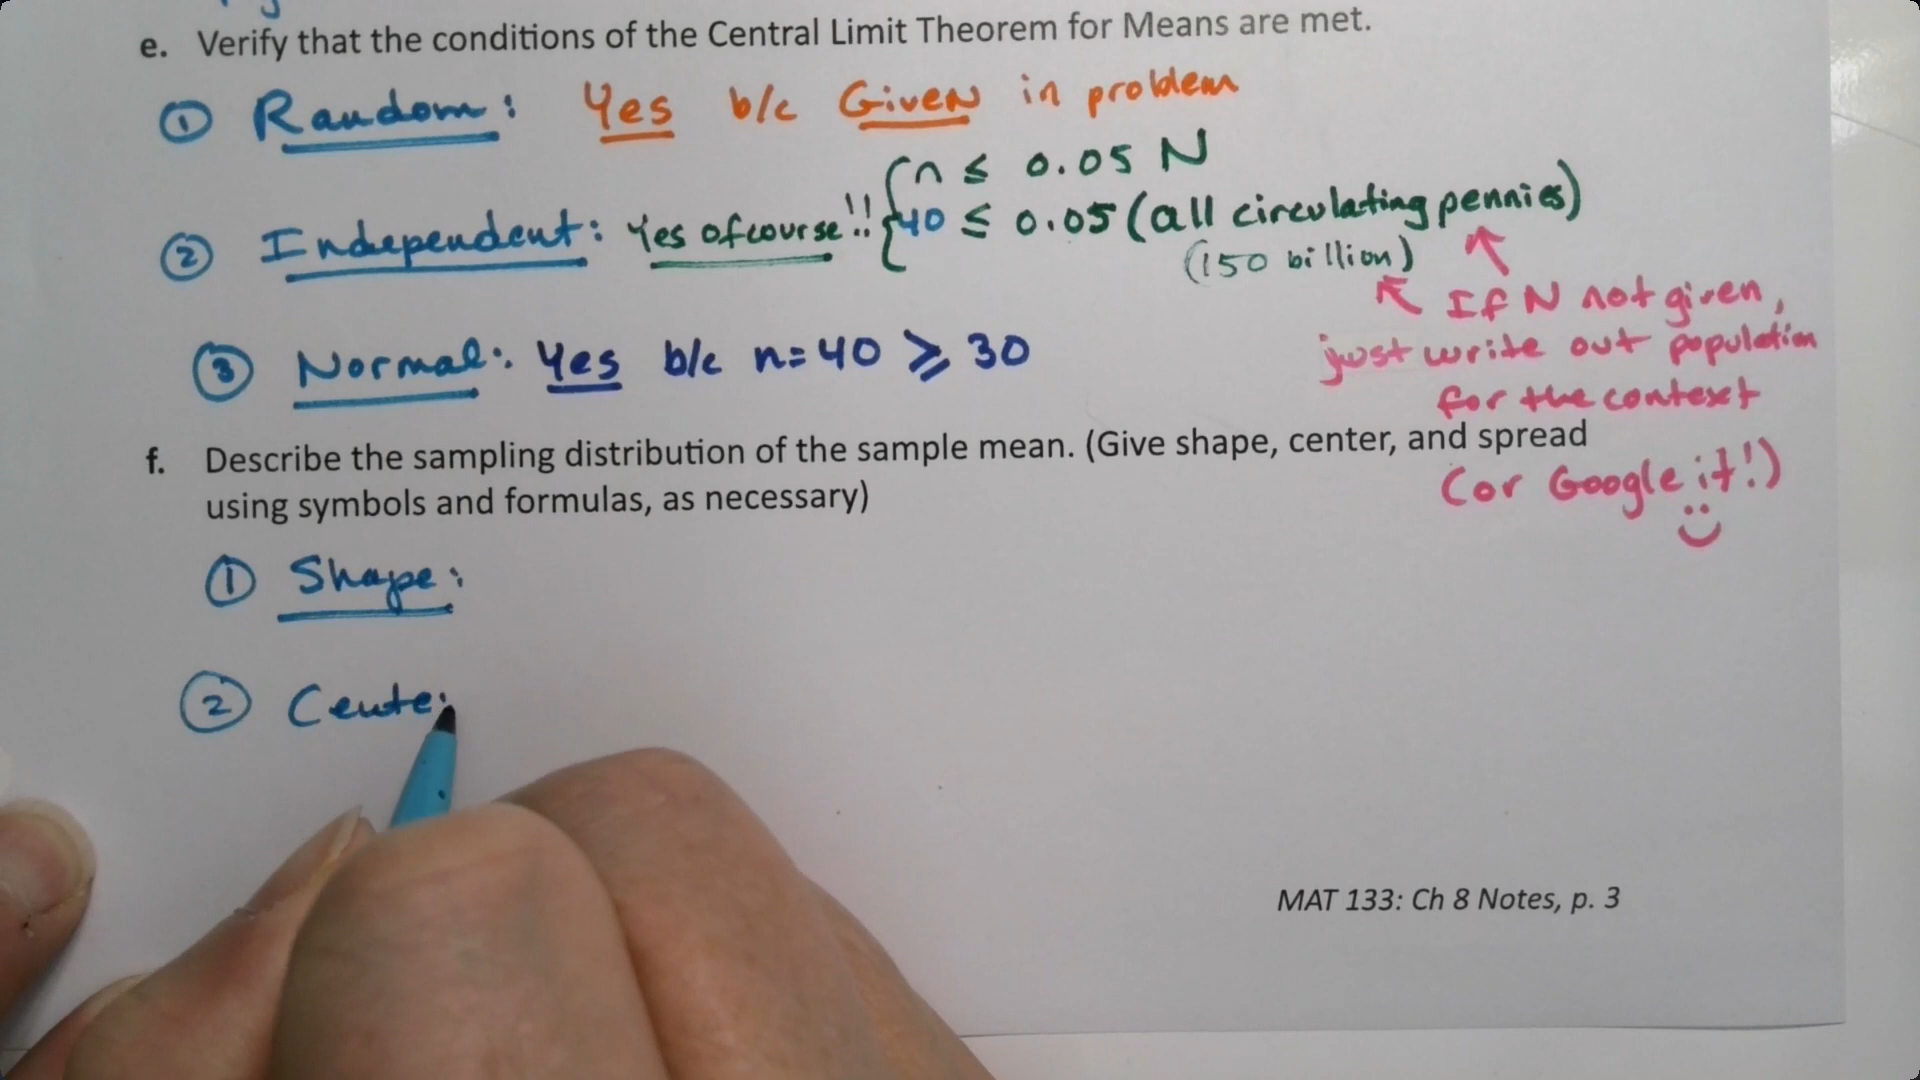 e. Verify that the conditions of the Central Limit Theorem for Means are met.
① Random: Yes b/c Given in problem
n ≤ 0.05 N
② Independent: Yes of course!! 40 ≤ 0.05 (all circulating pennies)
(150 billion)
If N not given,
just write out population
for the context
(or Google it!)
③ Normal: Yes b/c n=40 ≥ 30
f. Describe the sampling distribution of the sample mean. (Give shape, center, and spread
using symbols and formulas, as necessary)
① Shape:
② Cente
MAT 133: Ch 8 Notes, p. 3